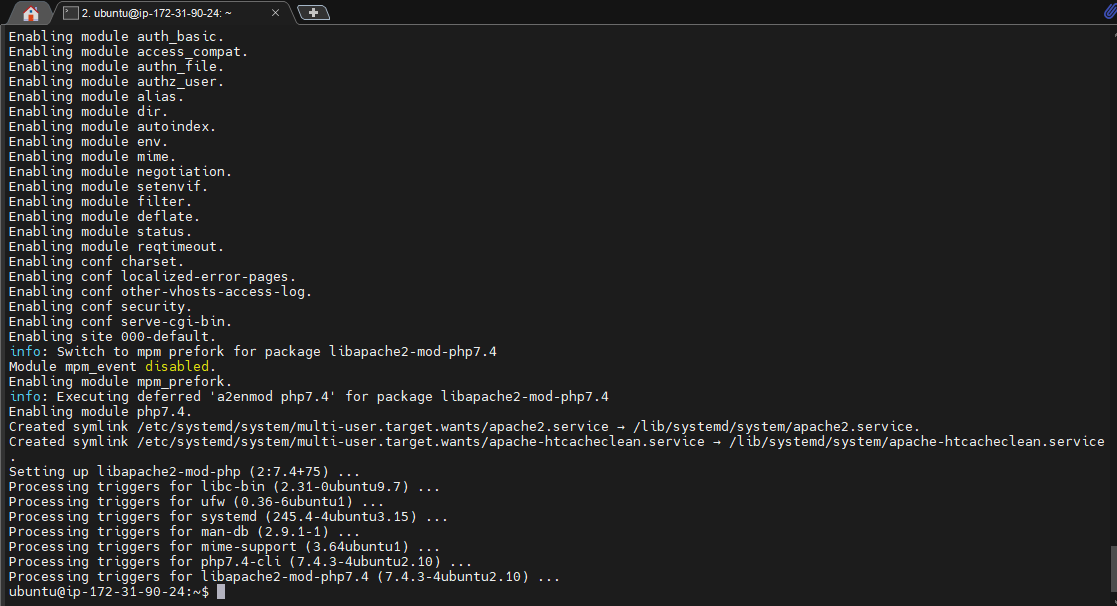 2. ubuntu@ip-172-31-90-24: ~
Enabling module auth_basic.
Enabling module access_compat.
Enabling module authn_file.
Enabling module authz_user.
Enabling module alias.
Enabling module dir.
Enabling module autoindex.
Enabling module env.
Enabling module mime.
Enabling module negotiation.
Enabling module setenvif.
Enabling module filter.
Enabling module deflate.
Enabling module status.
Enabling module reqtimeout.
Enabling conf charset.
Enabling conf localized-error-pages.
Enabling conf other-vhosts-access-log.
Enabling conf security.
Enabling conf serve-cgi-bin.
Enabling site 000-default.
info: Switch to mpm prefork for package libapache2-mod-php7.4
Module mpm_event disabled.
Enabling module mpm_prefork.
info: Executing deferred 'a2enmod php7.4' for package libapache2-mod-php7.4
Enabling module php7.4.
Created symlink /etc/systemd/system/multi-user.target.wants/apache2.service → /lib/systemd/system/apache2.service.
Created symlink /etc/systemd/system/multi-user.target.wants/apache-htcacheclean.service → /lib/systemd/system/apache-htcacheclean.service
.
Setting up libapache2-mod-php (2:7.4+75) ...
Processing triggers for libc-bin (2.31-0ubuntu9.7) ...
Processing triggers for ufw (0.36-6ubuntu1) ...
Processing triggers for systemd (245.4-4ubuntu3.15) ...
Processing triggers for man-db (2.9.1-1) ...
Processing triggers for mime-support (3.64ubuntu1) ...
Processing triggers for php7.4-cli (7.4.3-4ubuntu2.10) ...
Processing triggers for libapache2-mod-php7.4 (7.4.3-4ubuntu2.10) ...
ubuntu@ip-172-31-90-24:~$